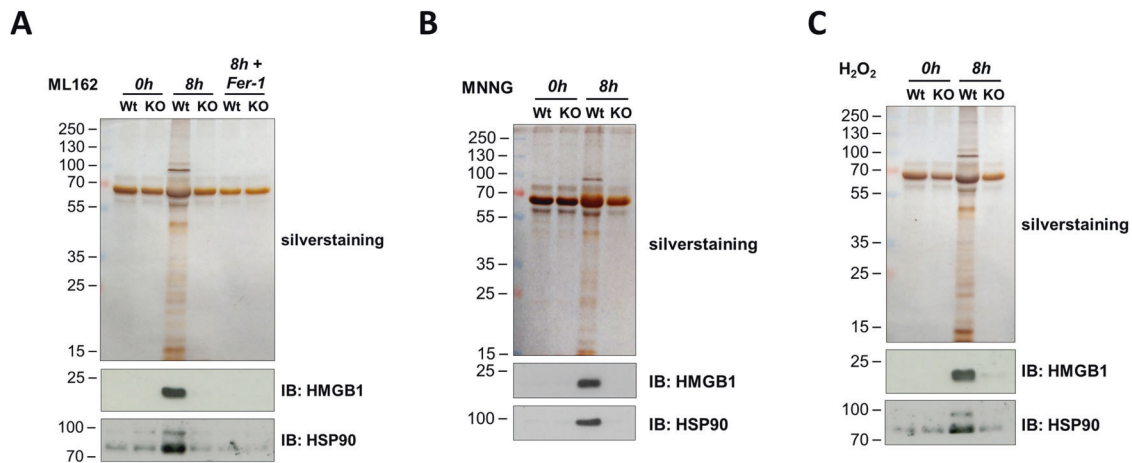 A
8h +
0h 8h Fer-1
ML162
Wt KO Wt KO Wt KO
250
130
100
70
55
35
25
15
silverstaining
25
IB: HMGB1
100
70
IB: HSP90
B
0h 8h
MNNG
Wt KO Wt KO
250
130
100
70
55
35
25
15
silverstaining
25
IB: HMGB1
100
IB: HSP90
C
0h 8h
H₂O₂
Wt KO Wt KO
250
130
100
70
55
35
25
15
silverstaining
25
IB: HMGB1
100
70
IB: HSP90